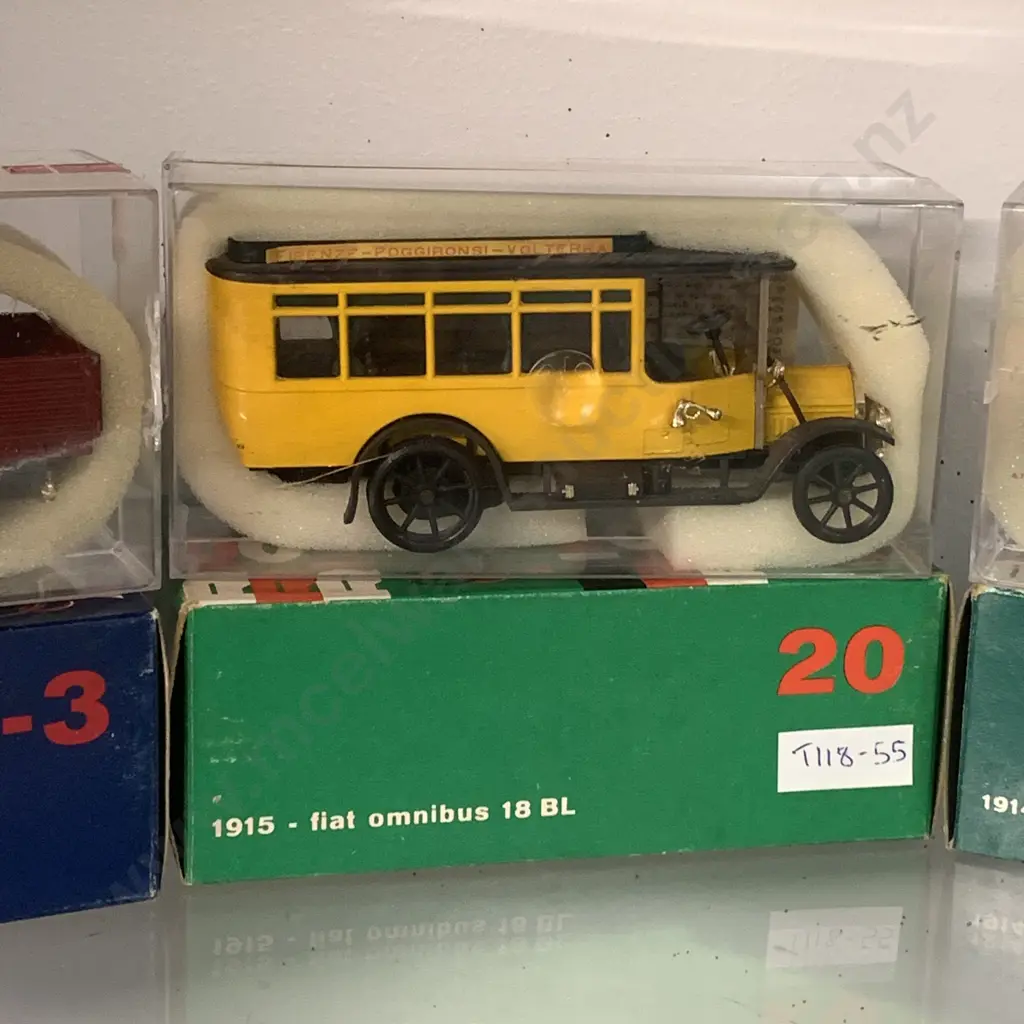 FIRENZE-POGGIBONSI-VOLTERRA
-3
20
T118-55
1915 - fiat omnibus 18 BL
1914